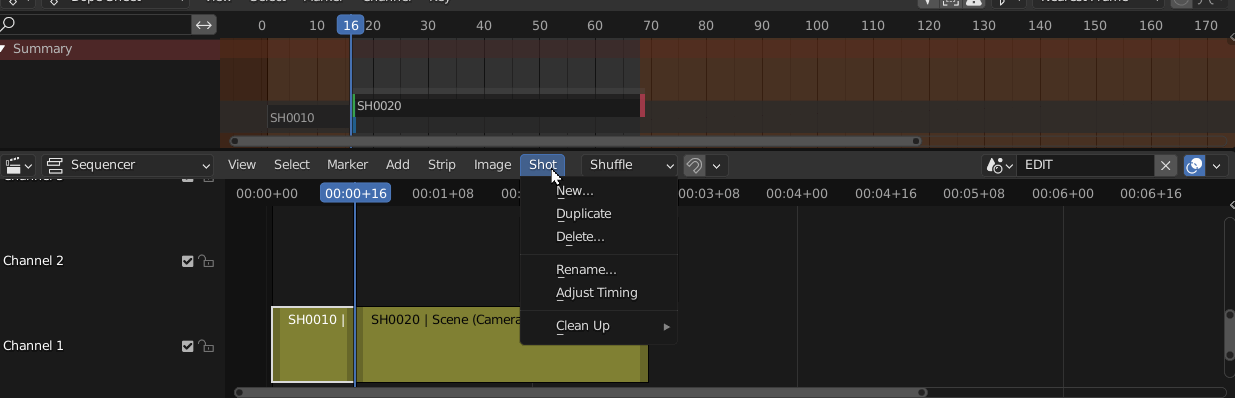 0 10 16 20 30 40 50 60 70 80 90 100 110 120 130 140 150 160 170
Summary
SH0020
SH0010
Sequencer View Select Marker Add Strip Image Shot Shuffle EDIT
00:00+00 00:00+16 00:01+08 00:03+08 00:04+00 00:04+16 00:05+08 00:06+00 00:06+16
New...
Duplicate
Delete...
Channel 2
Rename...
Adjust Timing
SH0010 | SH0020 | Scene (Camera
Clean Up
Channel 1